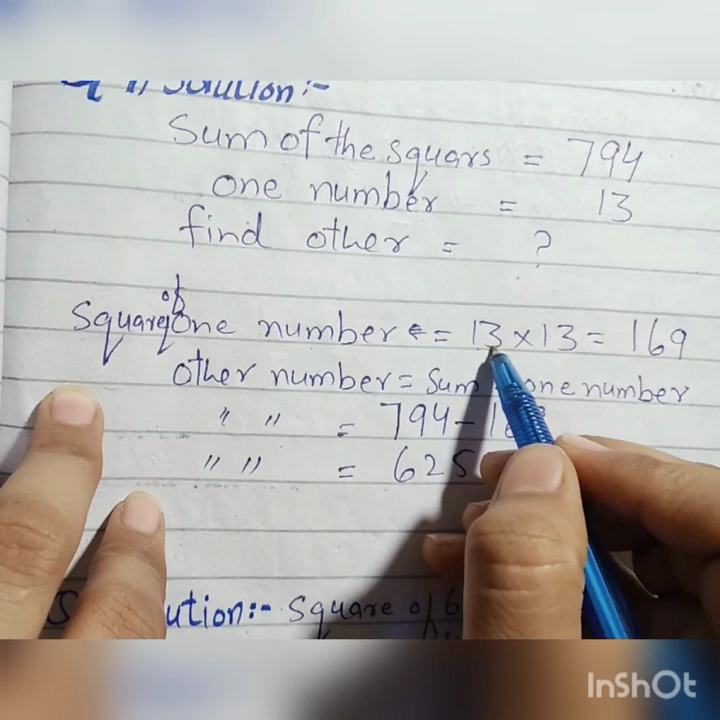 Solution:-
Sum of the squars = 794
one number = 13
find other = ?
of
Square one number = 13 × 13 = 169
other number = Sum one number
" " = 794 - 16
" " = 625
ution:- Square of
InShOt